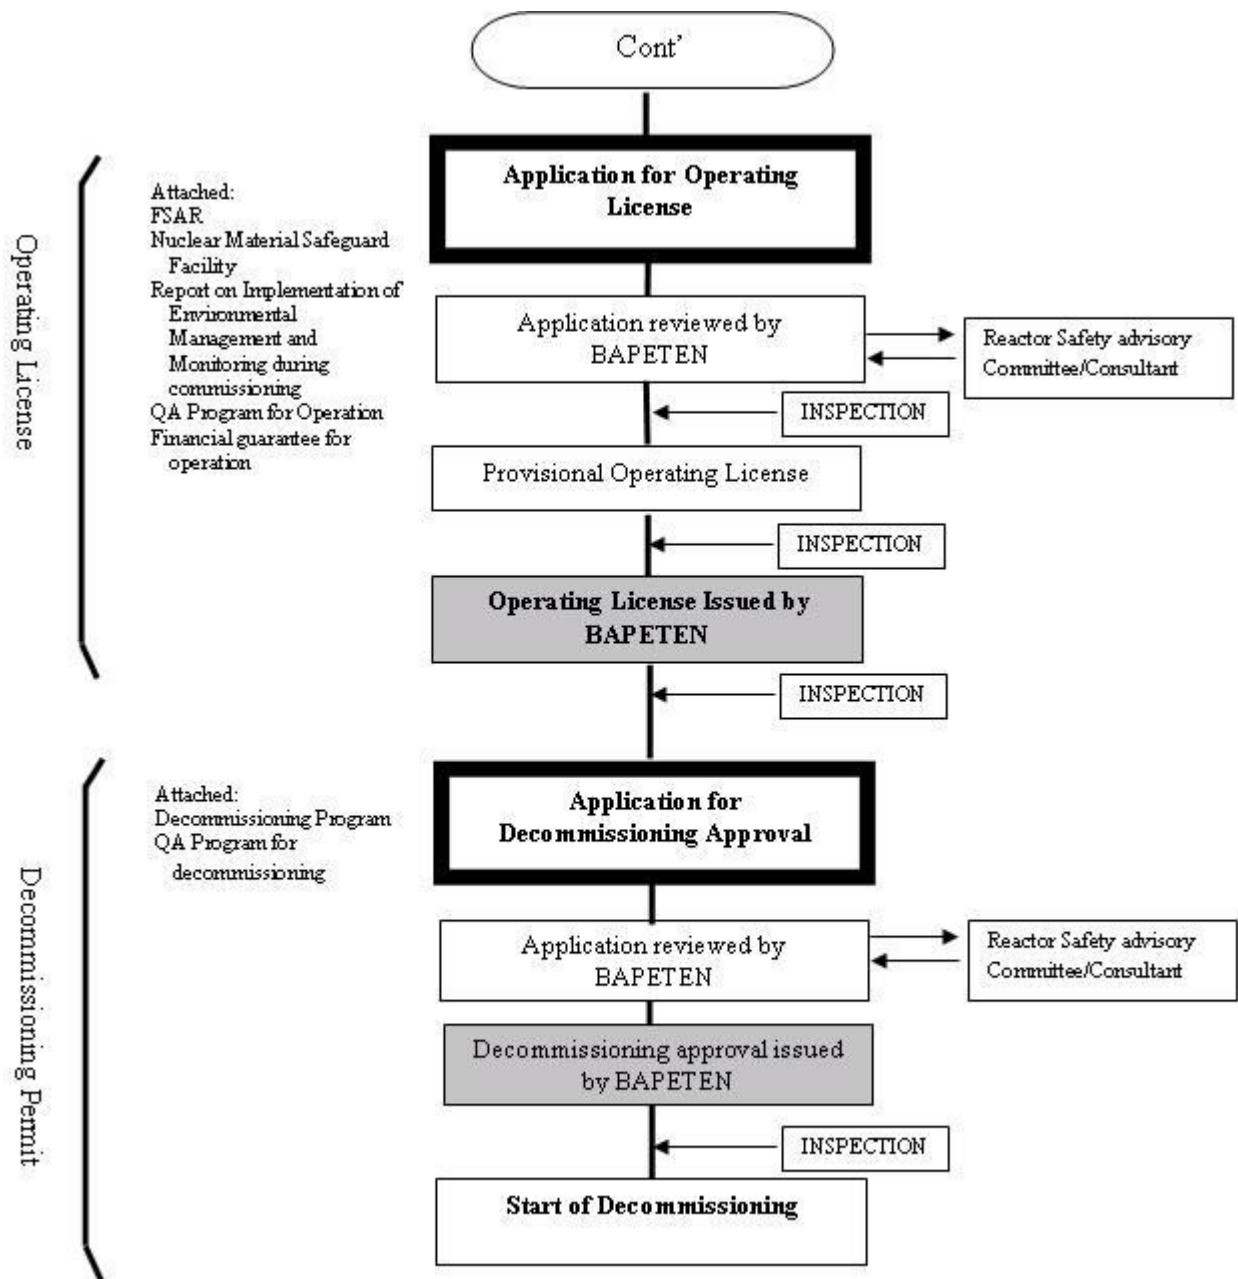 Cont'
Application for Operating
License
Operating License
Attached:
FSAR
Nuclear Material Safeguard
Facility
Report on Implementation of
Environmental
Management and
Monitoring during
commissioning
QA Program for Operation
Financial guarantee for
operation
Application reviewed by
BAPETEN
Reactor Safety advisory
Committee/Consultant
INSPECTION
Provisional Operating License
INSPECTION
Operating License Issued by
BAPETEN
INSPECTION
Decommissioning Permit
Attached:
Decommissioning Program
QA Program for
decommissioning
Application for
Decommissioning Approval
Application reviewed by
BAPETEN
Reactor Safety advisory
Committee/Consultant
Decommissioning approval issued
by BAPETEN
INSPECTION
Start of Decommissioning